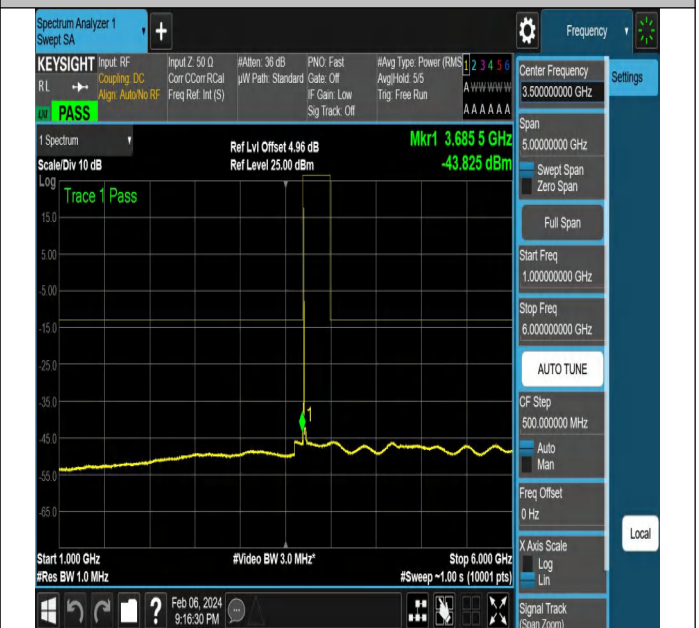 Spectrum Analyzer 1
Swept SA
Frequency
KEYSIGHT
RL
PASS
Input: RF
Coupling: DC
Align: Auto/No RF
Input Z: 50 Ω
Corr CCorr RCal
Freq Ref: Int (S)
#Atten: 36 dB
µW Path: Standard
PNO: Fast
Gate: Off
IF Gain: Low
Sig Track: Off
#Avg Type: Power (RMS
Avg|Hold: 5/5
Trig: Free Run
1 2 3 4 5 6
A W W W W W
A A A A A A
1 Spectrum
Scale/Div 10 dB
Ref Lvl Offset 4.96 dB
Ref Level 25.00 dBm
Mkr1 3.685 5 GHz
-43.825 dBm
Log
Trace 1 Pass
15.0
5.00
-5.00
-15.0
-25.0
-35.0
1
-45.0
-55.0
-65.0
Start 1.000 GHz
#Res BW 1.0 MHz
#Video BW 3.0 MHz*
Stop 6.000 GHz
#Sweep ~1.00 s (10001 pts)
Feb 06, 2024
9:16:30 PM
?
Center Frequency
3.500000000 GHz
Settings
Span
5.00000000 GHz
Swept Span
Zero Span
Full Span
Start Freq
1.000000000 GHz
Stop Freq
6.000000000 GHz
AUTO TUNE
CF Step
500.000000 MHz
Auto
Man
Freq Offset
0 Hz
Local
X Axis Scale
Log
Lin
Signal Track
(Span Zoom)